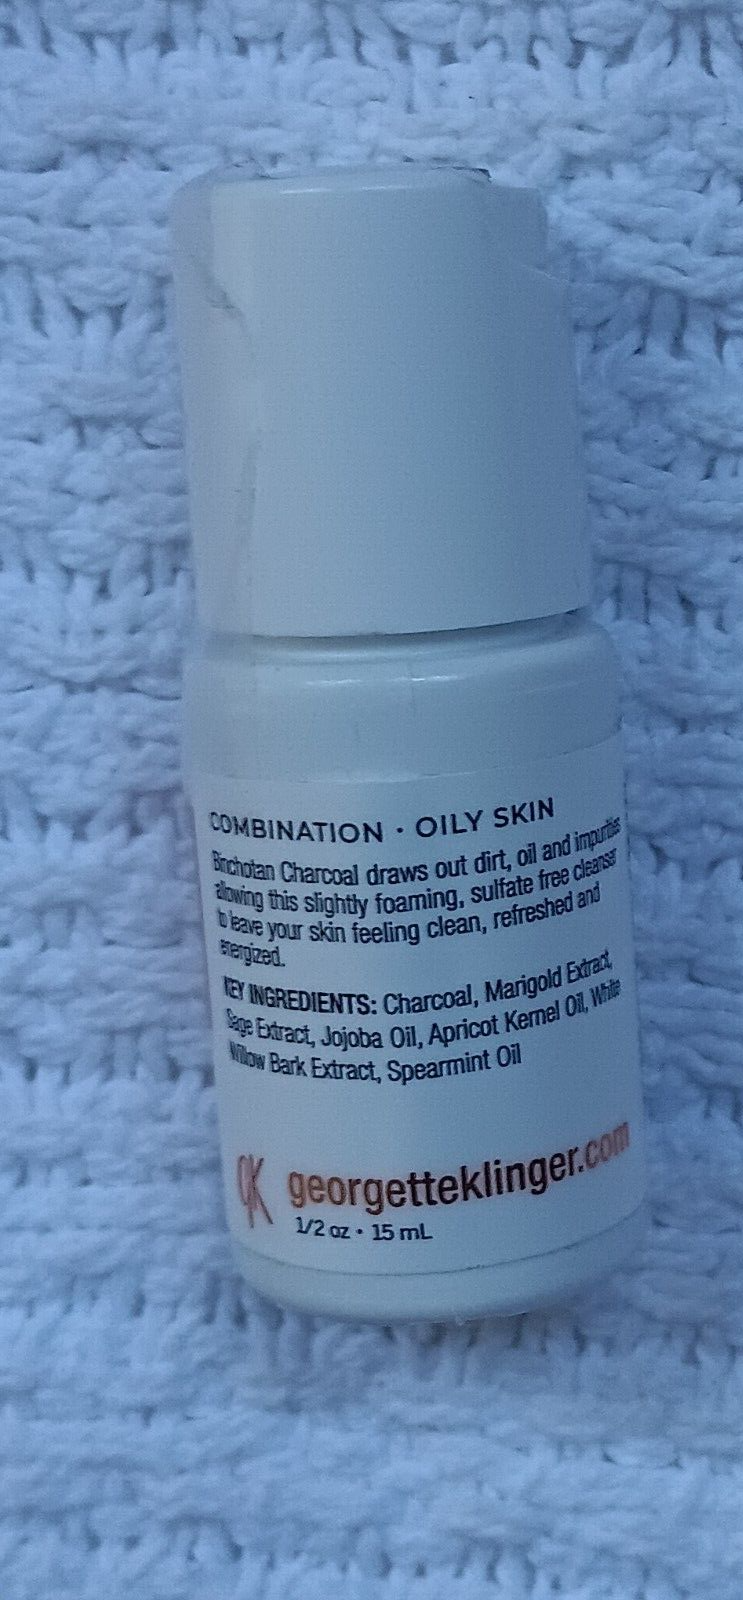 COMBINATION · OILY SKIN
Binchotan Charcoal draws out dirt, oil and impurities
allowing this slightly foaming, sulfate free cleanser
to leave your skin feeling clean, refreshed and
energized.
KEY INGREDIENTS: Charcoal, Marigold Extract,
Sage Extract, Jojoba Oil, Apricot Kernel Oil, White
Willow Bark Extract, Spearmint Oil
GK georgetteklinger.com
1/2 oz · 15 mL